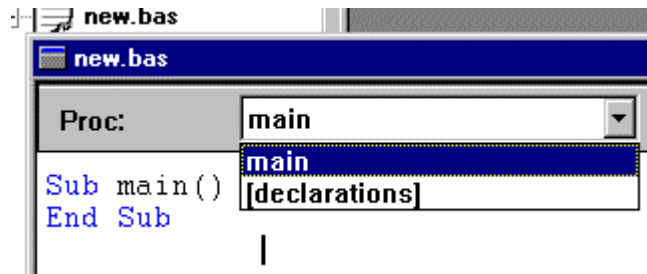 new.bas
new.bas
Proc: main
main
[declarations]
Sub main()
End Sub